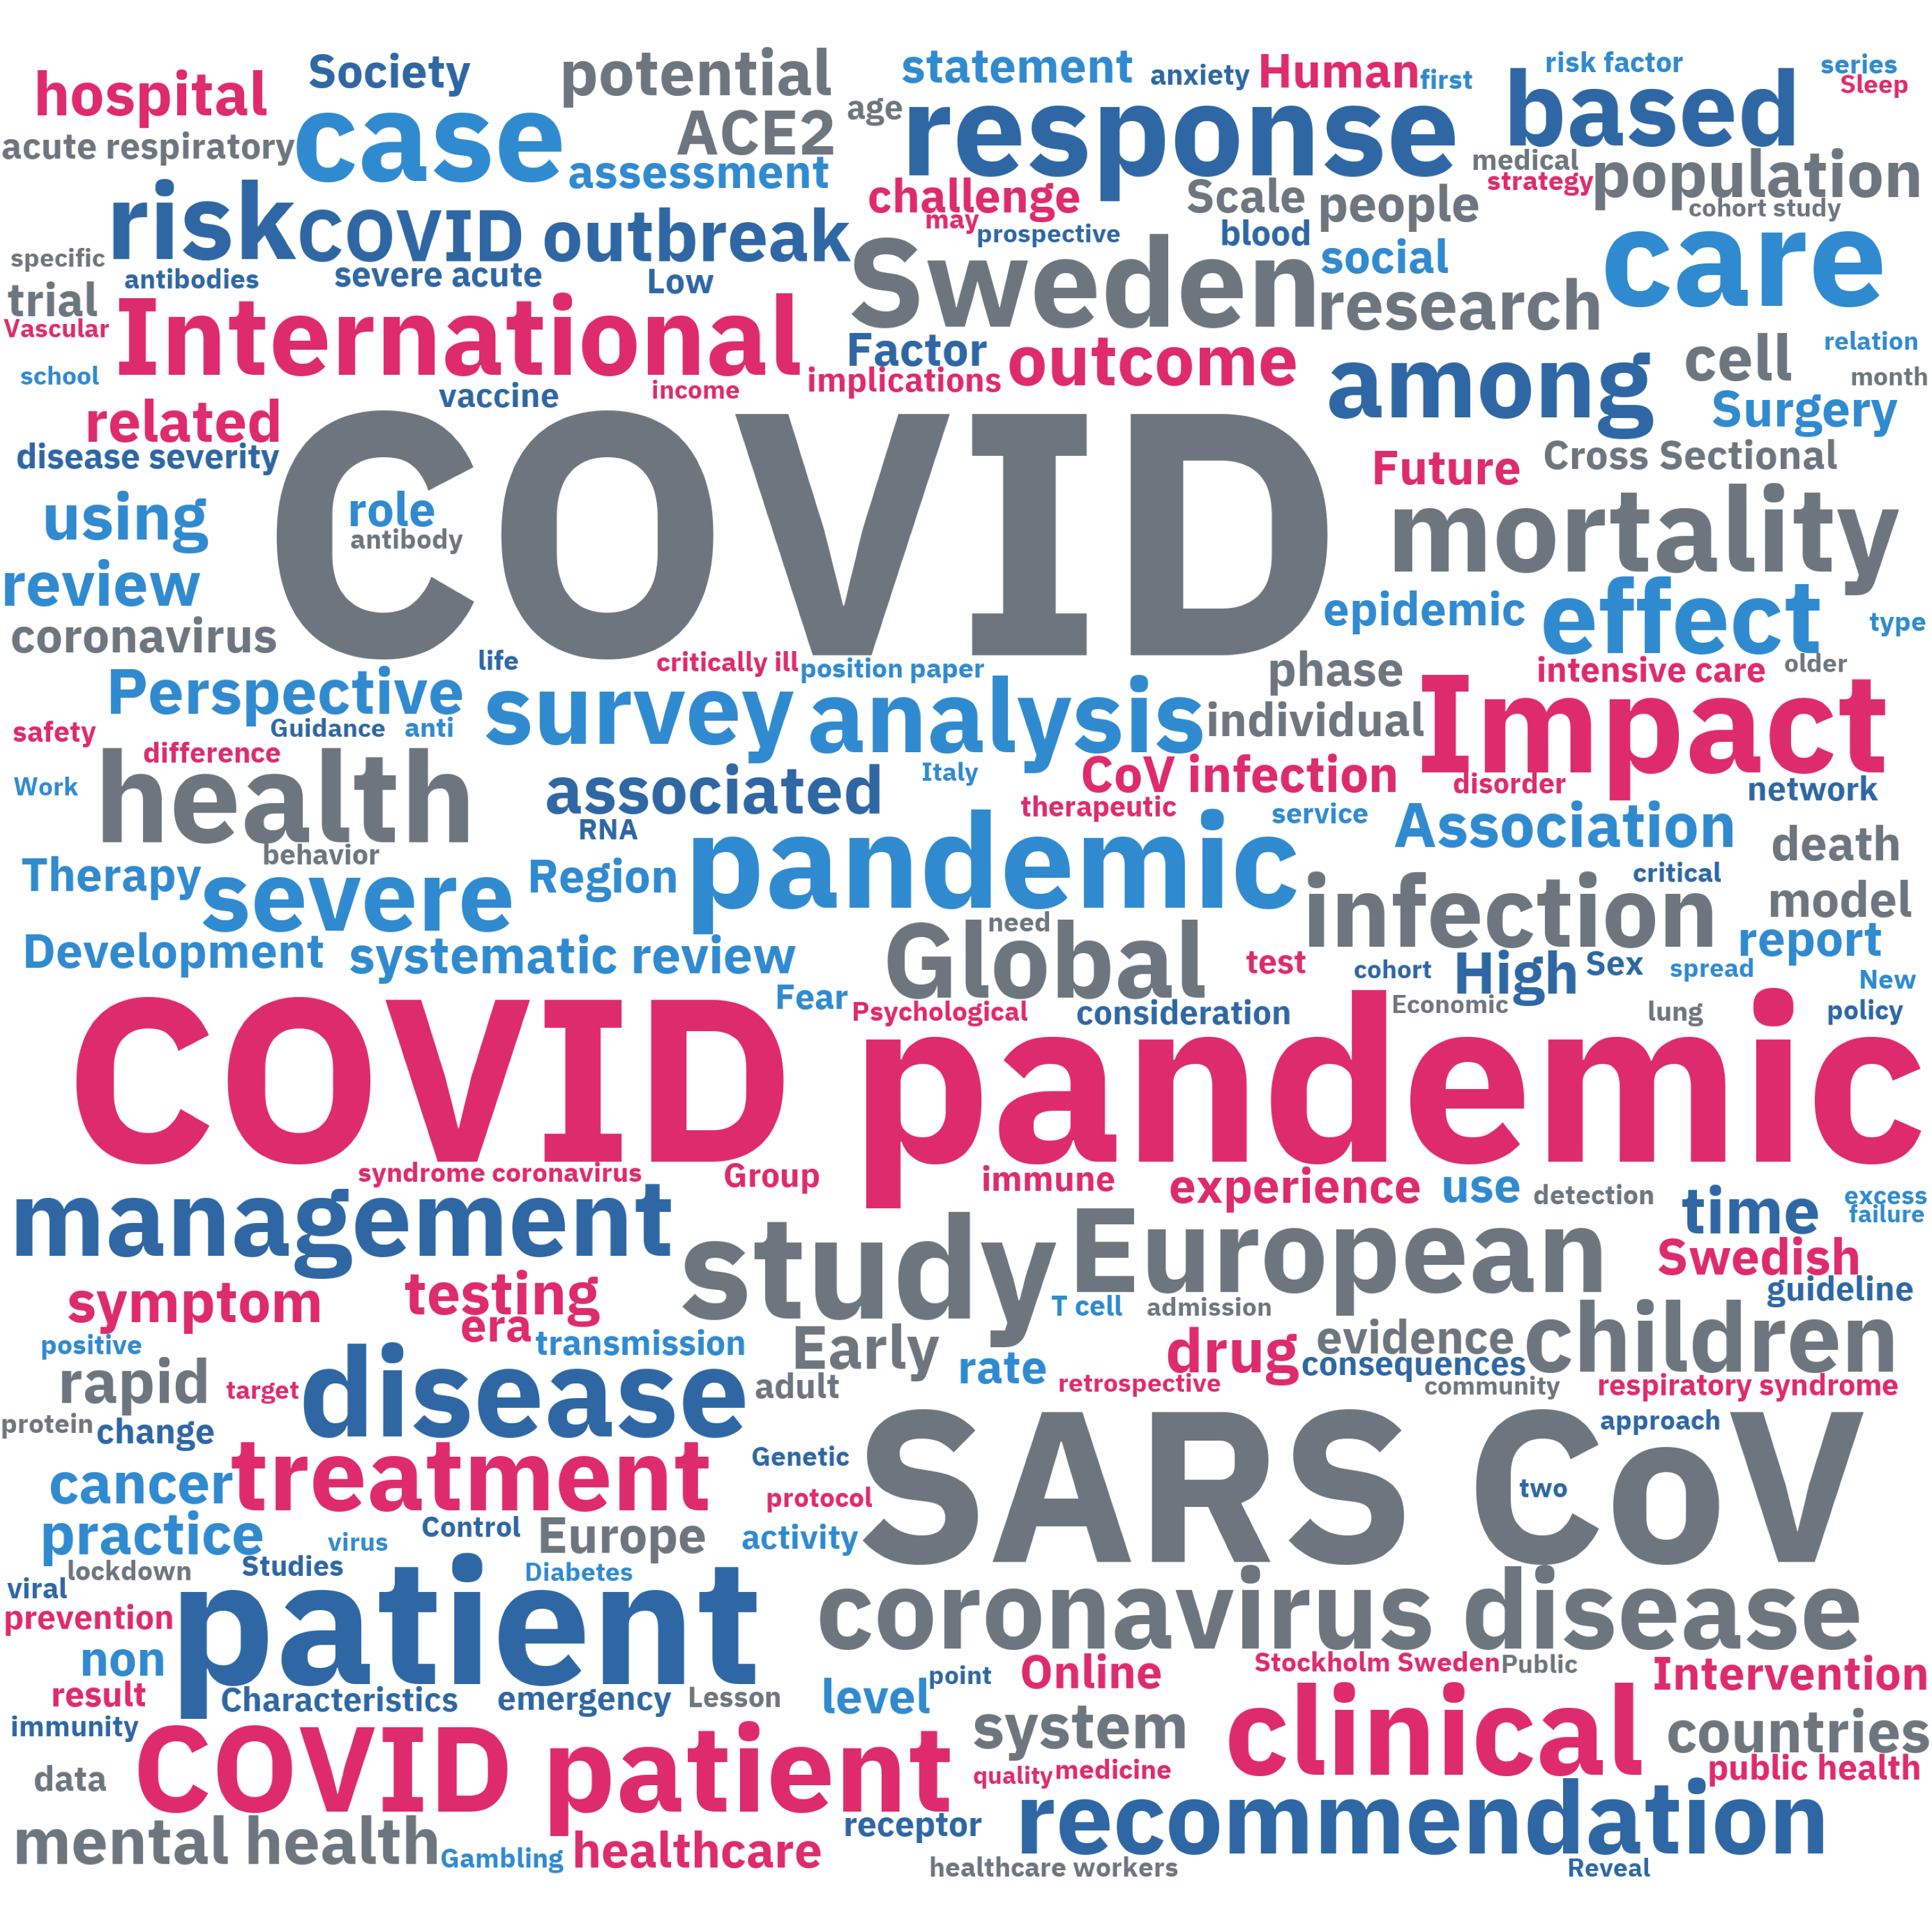 hospital
Society
potential
statement
anxiety
Human
first
risk factor
series
Sleep
acute respiratory
case
ACE2
age
response
based
assessment
medical
strategy
population
risk
COVID outbreak
challenge
may
prospective
Scale
people
cohort study
blood
specific
antibodies
severe acute
Low
Sweden
social
care
trial
Vascular
International
research
Factor
outcome
among
cell
relation
school
vaccine
income
implications
month
related
Surgery
disease severity
COVID
Future
Cross Sectional
using
role
antibody
mortality
review
epidemic
effect
type
coronavirus
life
critically ill
position paper
phase
intensive care
older
Perspective
survey
analysis
individual
Impact
safety
Guidance
anti
difference
health
Work
associated
Italy
CoV infection
disorder
network
therapeutic
service
RNA
behavior
pandemic
Association
death
Therapy
severe
Region
infection
critical
model
need
Development
systematic review
Global
test
cohort
High
Sex
spread
report
New
Fear
Psychological
consideration
Economic
lung
policy
COVID pandemic
syndrome coronavirus
Group
immune
experience
use
detection
time
excess
failure
management
study
European
Swedish
guideline
symptom
testing
era
T cell
admission
positive
transmission
Early
drug
evidence
children
rapid
target
disease
adult
rate
consequences
retrospective
community
respiratory syndrome
protein
change
approach
treatment
Genetic
SARS CoV
cancer
protocol
two
practice
virus
Control
Europe
activity
lockdown
Studies
Diabetes
viral
prevention
patient
coronavirus disease
non
Online
Stockholm Sweden
Public
Intervention
result
Characteristics
emergency
Lesson
level
point
immunity
COVID patient
system
clinical
countries
data
quality
medicine
public health
mental health
Gambling
healthcare
receptor
recommendation
healthcare workers
Reveal